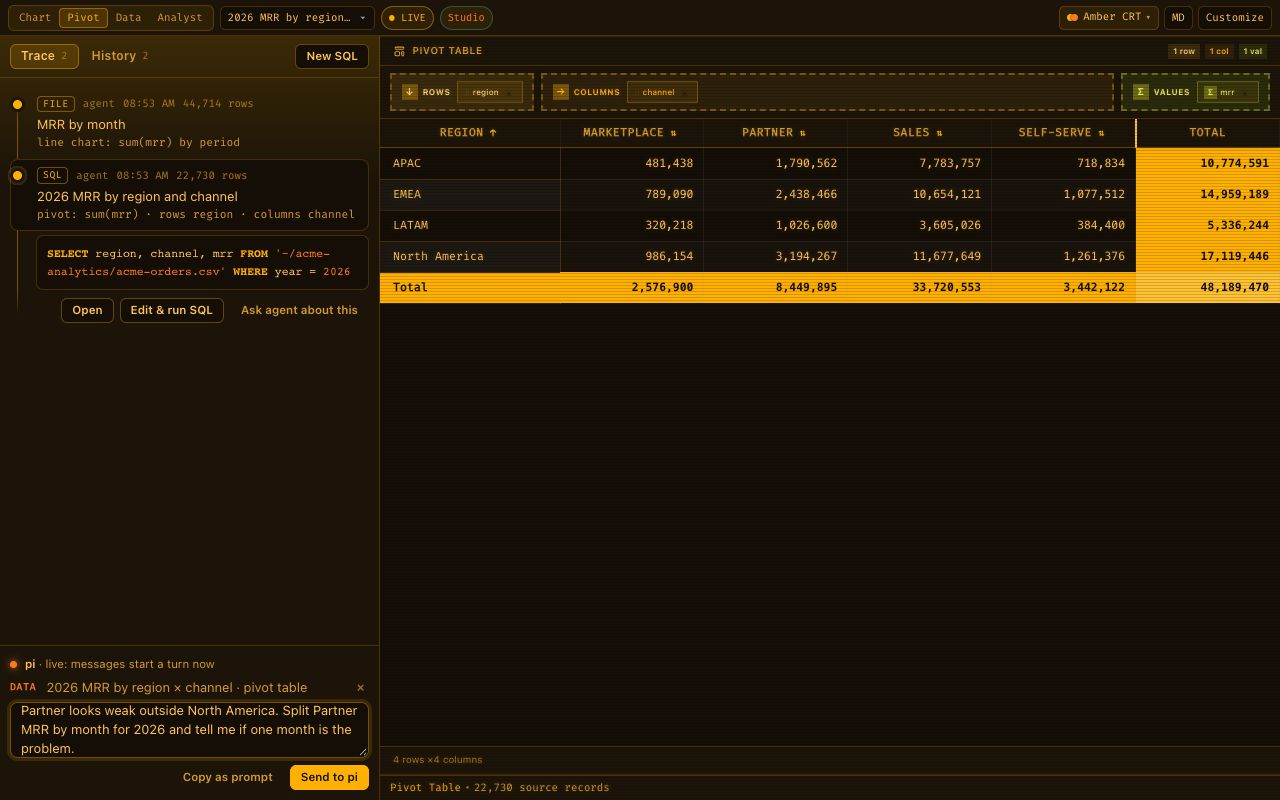 Chart Pivot Data Analyst 2026 MRR by region… LIVE Studio Amber CRT MD Customize
Trace 2 History 2 New SQL
FILE agent 08:53 AM 44,714 rows
MRR by month
line chart: sum(mrr) by period
SQL agent 08:53 AM 22,730 rows
2026 MRR by region and channel
pivot: sum(mrr) · rows region · columns channel
SELECT region, channel, mrr FROM '~/acme-
analytics/acme-orders.csv' WHERE year = 2026
Open Edit & run SQL Ask agent about this
pi · live: messages start a turn now
DATA 2026 MRR by region × channel · pivot table ×
Partner looks weak outside North America. Split Partner
MRR by month for 2026 and tell me if one month is the
problem.
Copy as prompt Send to pi
PIVOT TABLE 1 row 1 col 1 val
↓ ROWS region → COLUMNS channel Σ VALUES Σ mrr
REGION ↑ MARKETPLACE ⇅ PARTNER ⇅ SALES ⇅ SELF-SERVE ⇅ TOTAL
APAC 481,438 1,790,562 7,783,757 718,834 10,774,591
EMEA 789,090 2,438,466 10,654,121 1,077,512 14,959,189
LATAM 320,218 1,026,600 3,605,026 384,400 5,336,244
North America 986,154 3,194,267 11,677,649 1,261,376 17,119,446
Total 2,576,900 8,449,895 33,720,553 3,442,122 48,189,470
4 rows ×4 columns
Pivot Table • 22,730 source records